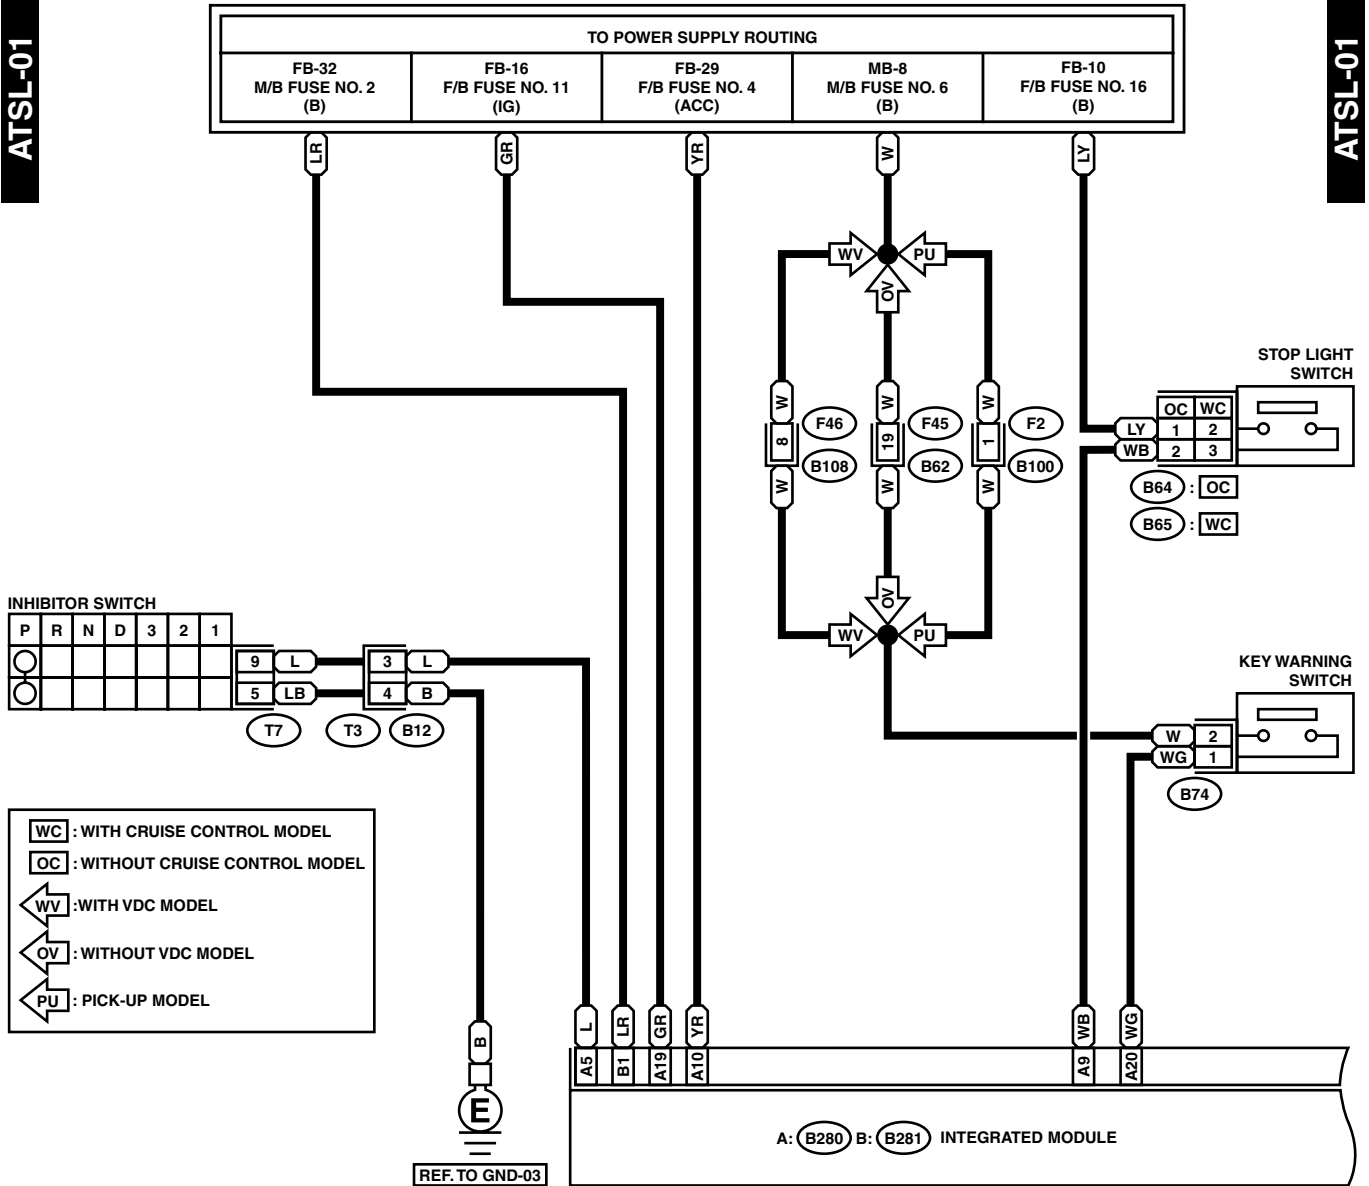 ATSL-01
ATSL-01
TO POWER SUPPLY ROUTING
FB-32
M/B FUSE NO. 2
(B)
FB-16
F/B FUSE NO. 11
(IG)
FB-29
F/B FUSE NO. 4
(ACC)
MB-8
M/B FUSE NO. 6
(B)
FB-10
F/B FUSE NO. 16
(B)
LR
GR
YR
W
LY
WV
PU
OV
W
W
W
8
F46
B108
19
F45
B62
1
F2
B100
W
W
W
OV
WV
PU
STOP LIGHT
SWITCH
OC WC
LY 1 2
WB 2 3
B64 : OC
B65 : WC
INHIBITOR SWITCH
P R N D 3 2 1
9 L 3 L
5 LB 4 B
T7 T3 B12
KEY WARNING
SWITCH
W 2
WG 1
B74
WC : WITH CRUISE CONTROL MODEL
OC : WITHOUT CRUISE CONTROL MODEL
WV :WITH VDC MODEL
OV : WITHOUT VDC MODEL
PU : PICK-UP MODEL
B
E
REF. TO GND-03
L LR GR YR WB WG
A5 B1 A19 A10 A9 A20
A: B280 B: B281 INTEGRATED MODULE